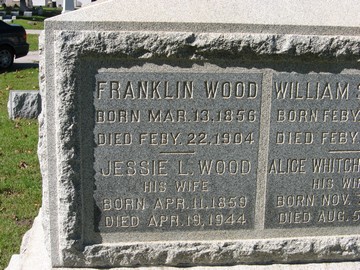 FRANKLIN WOOD
BORN MAR. 13, 1856
DIED FEBY. 22, 1904
JESSIE L. WOOD
HIS WIFE
BORN APR. 11, 1859
DIED APR. 19, 1944
WILLIAM
BORN FEBY
DIED FEBY
ALICE WHITCH
HIS WI
BORN NOV.
DIED AUG. 5